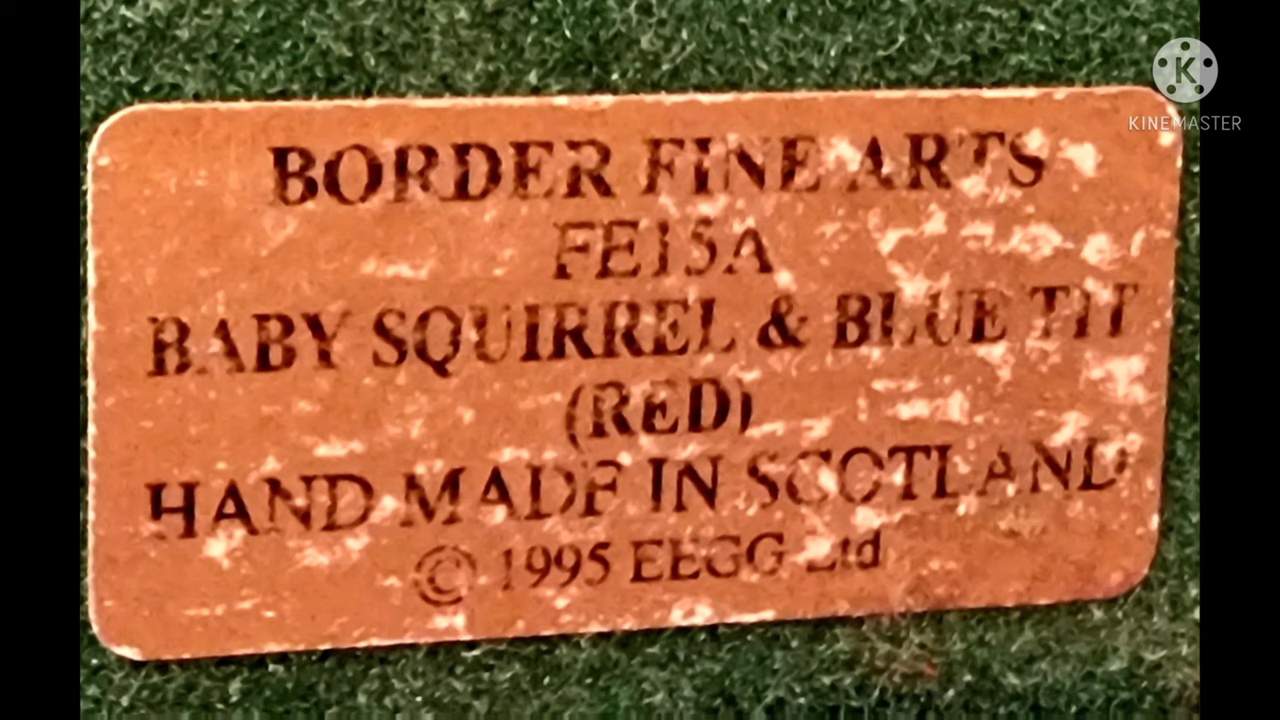 BORDER FINE ARTS
FE15A
BABY SQUIRREL & BLUE TIT
(RED)
HAND MADE IN SCOTLAND
© 1995 EEGG Ltd
K
KINEMASTER